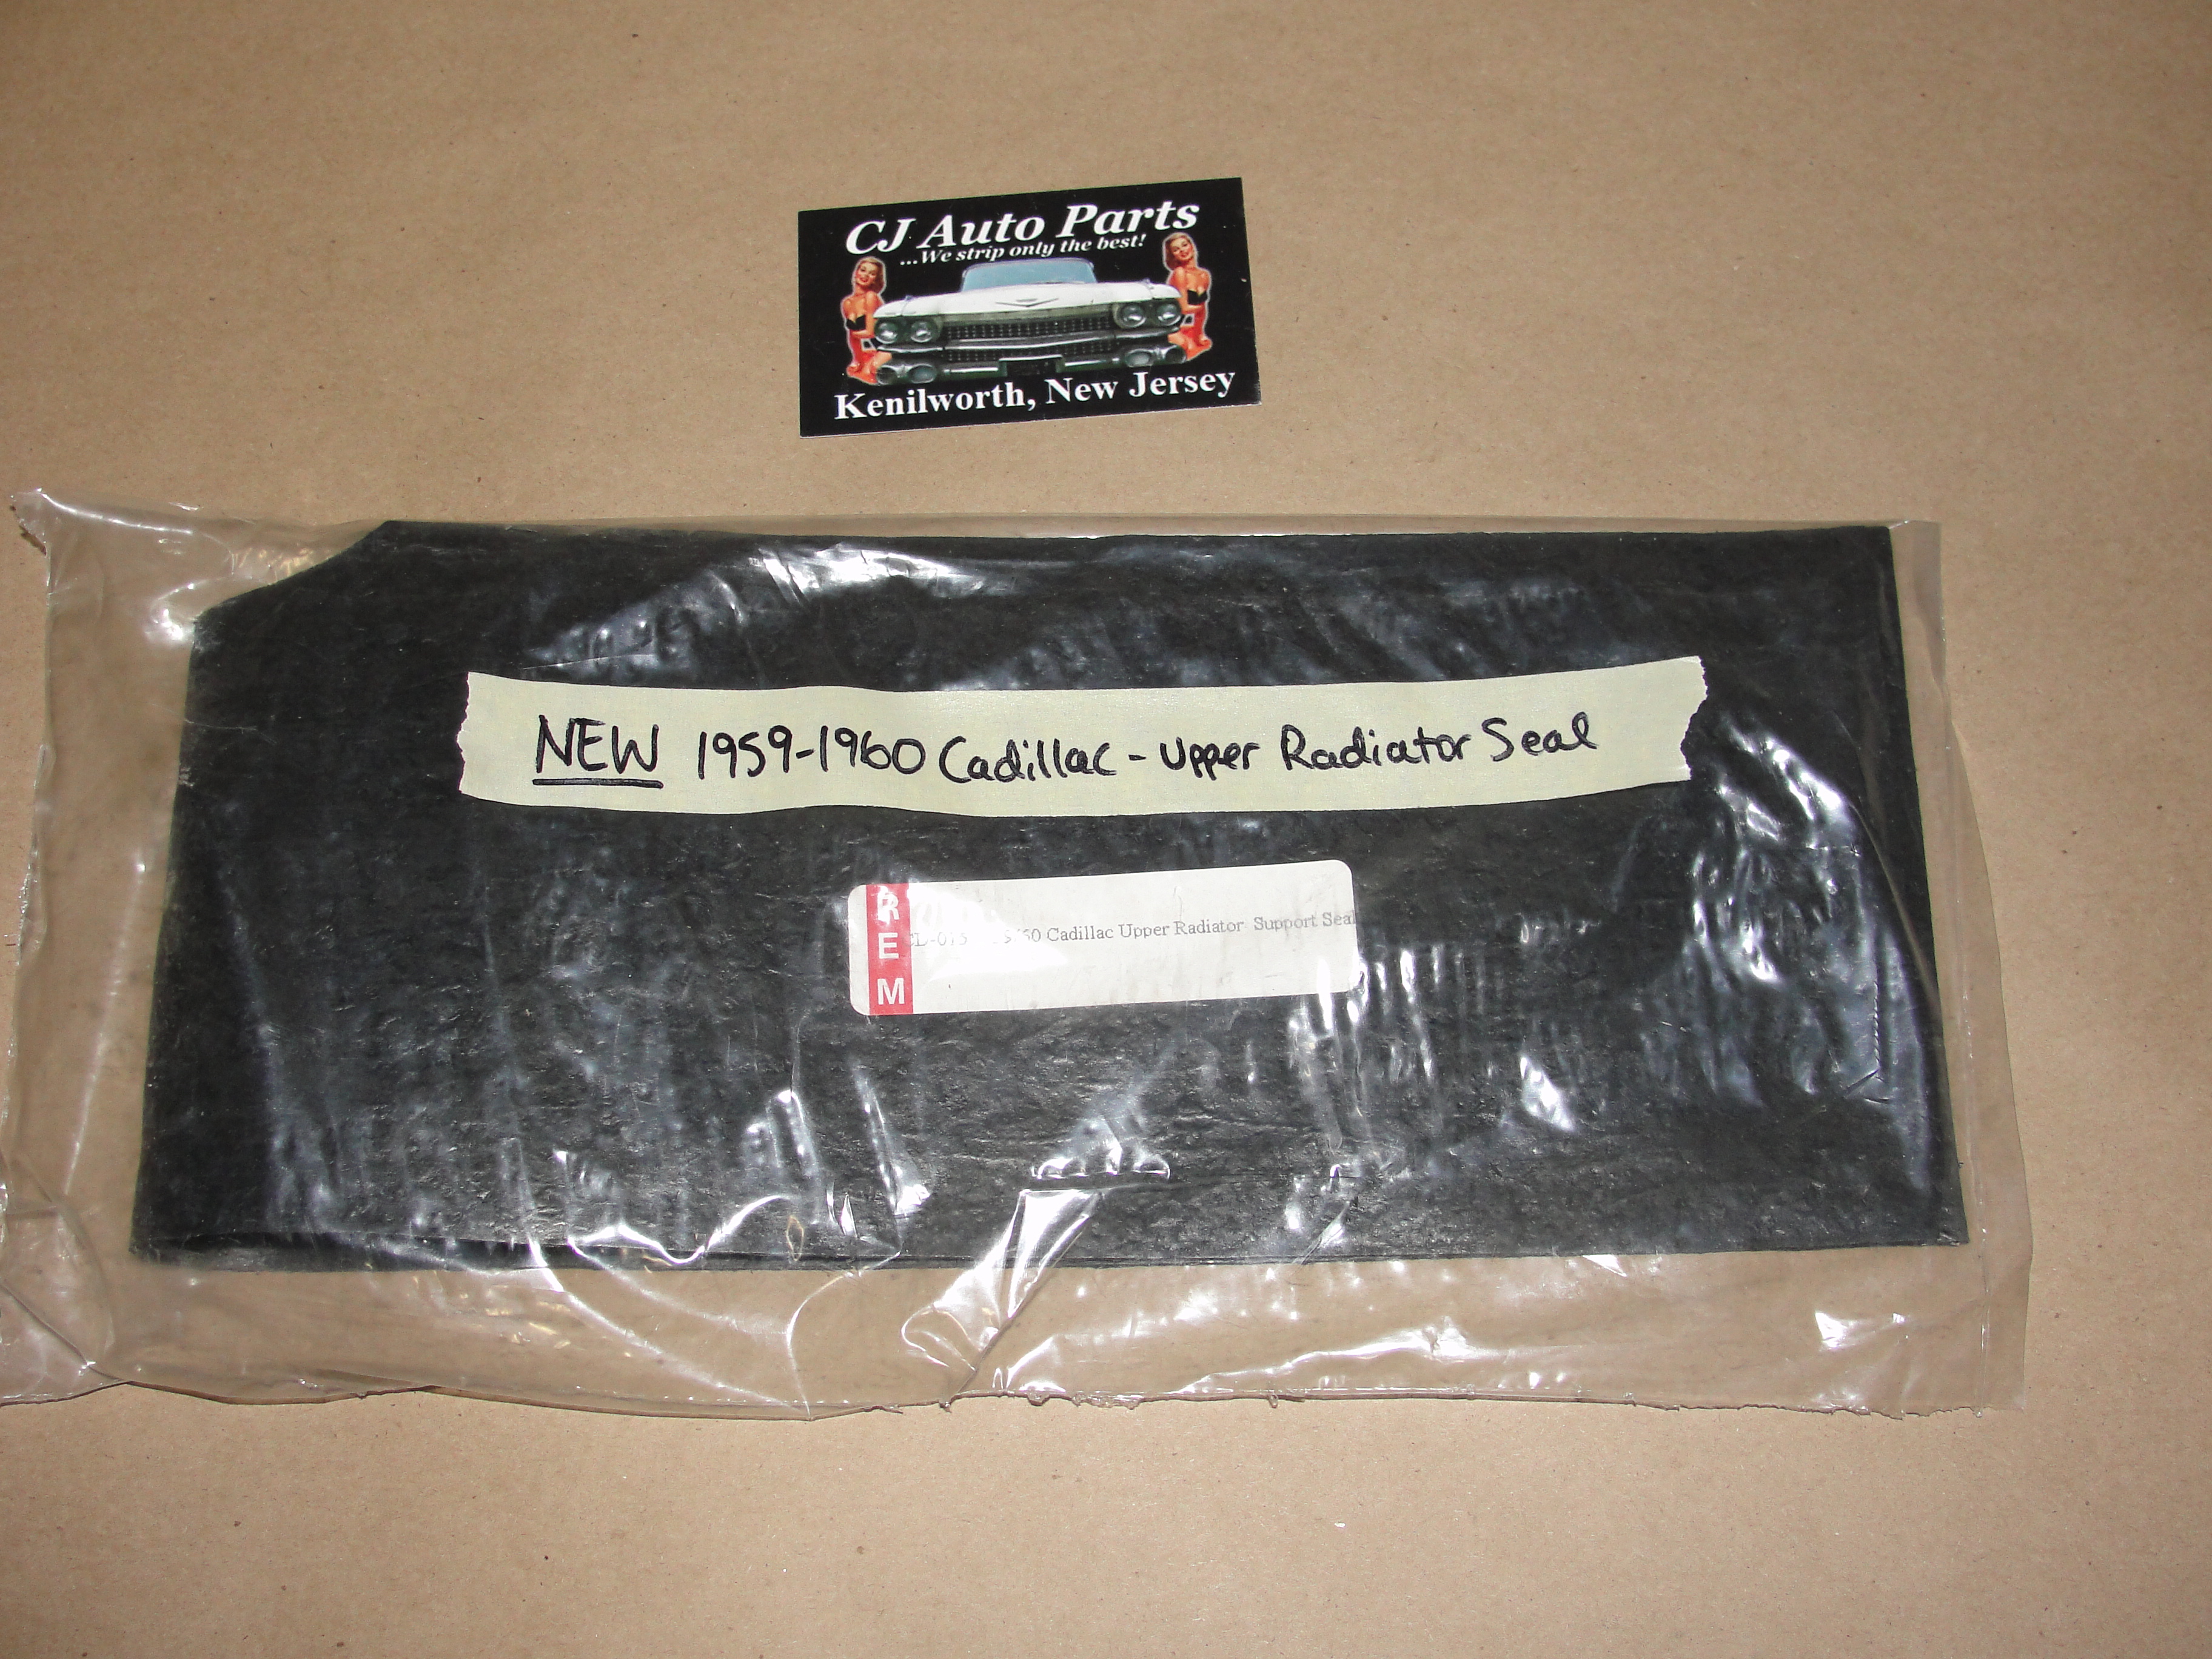 CJ Auto Parts
...We strip only the best!
Kenilworth, New Jersey
NEW 1959-1960 Cadillac - Upper Radiator Seal
R
E
M
Cadillac Upper Radiator Support Seal